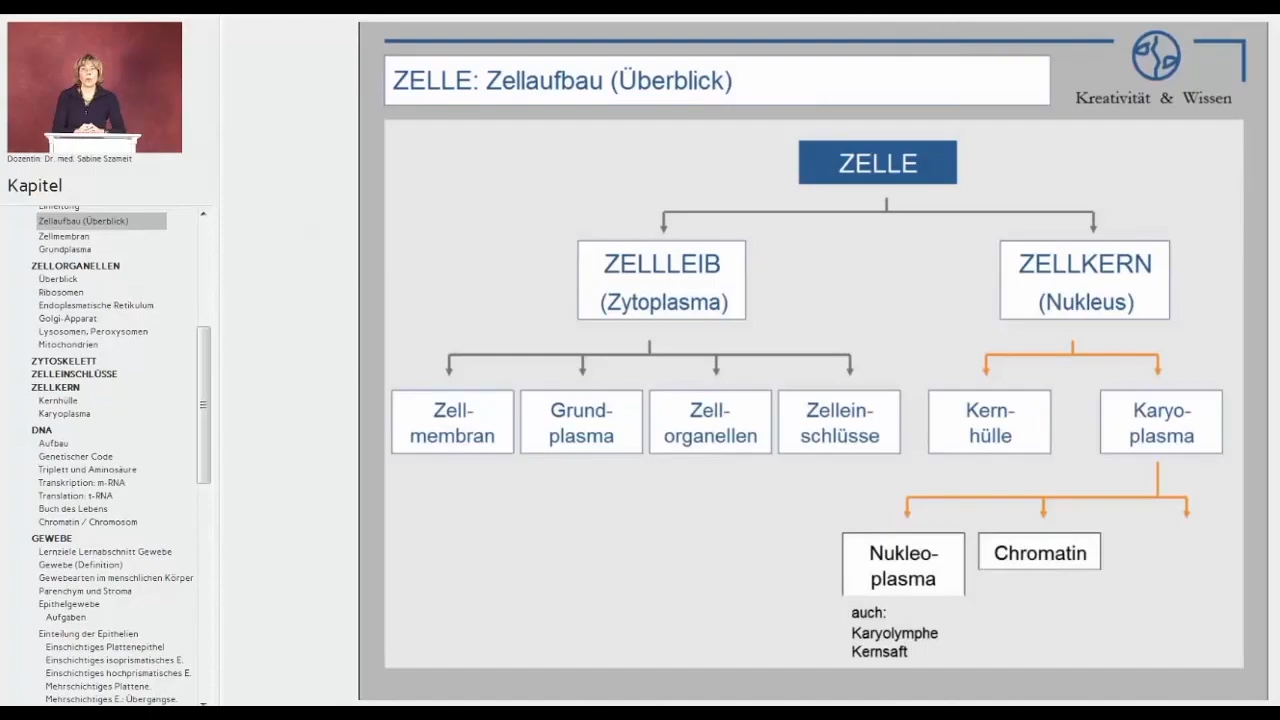 Dozentin: Dr. med. Sabine Szameit
Kapitel
Einleitung
Zellaufbau (Überblick)
Zellmembran
Grundplasma
ZELLORGANELLEN
Überblick
Ribosomen
Endoplasmatische Retikulum
Golgi-Apparat
Lysosomen, Peroxysomen
Mitochondrien
ZYTOSKELETT
ZELLEINSCHLÜSSE
ZELLKERN
Kernhülle
Karyoplasma
DNA
Aufbau
Genetischer Code
Triplett und Aminosäure
Transkription: m-RNA
Translation: t-RNA
Buch des Lebens
Chromatin / Chromosom
GEWEBE
Lernziele Lernabschnitt Gewebe
Gewebe (Definition)
Gewebearten im menschlichen Körper
Parenchym und Stroma
Epithelgewebe
Aufgaben
Einteilung der Epithelien
Einschichtiges Plattenepithel
Einschichtiges isoprismatisches E.
Einschichtiges hochprismatisches E.
Mehrschichtiges Plattene.
Mehrschichtiges E.: Übergangse.
ZELLE: Zellaufbau (Überblick)
Kreativität & Wissen
ZELLE
ZELLLEIB
(Zytoplasma)
ZELLKERN
(Nukleus)
Zell-
membran
Grund-
plasma
Zell-
organellen
Zellein-
schlüsse
Kern-
hülle
Karyo-
plasma
Nukleo-
plasma
Chromatin
auch:
Karyolymphe
Kernsaft